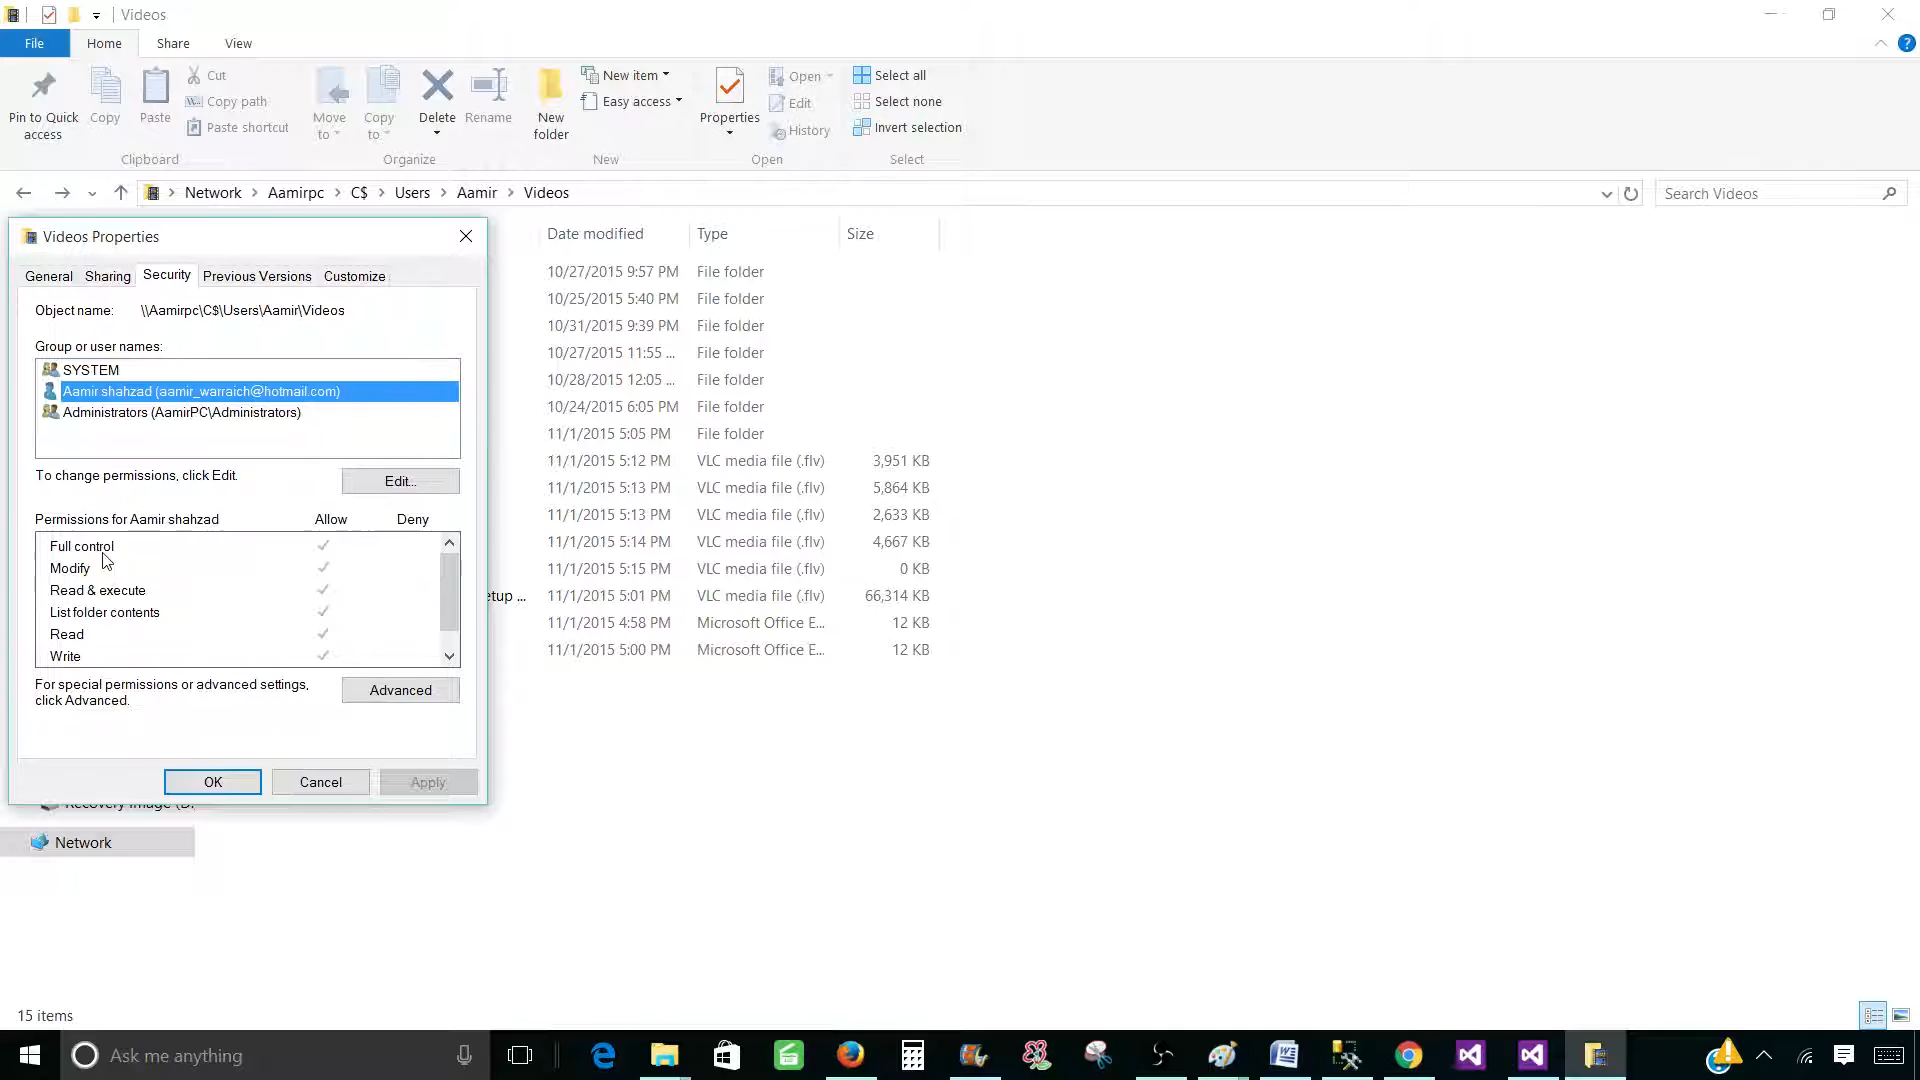 Videos
File Home Share View
Pin to Quick access
Copy
Paste
Cut
Copy path
Paste shortcut
Clipboard
Move to
Copy to
Delete
Rename
Organize
New folder
New item
Easy access
New
Properties
Open
Edit
History
Open
Select all
Select none
Invert selection
Select
Network Aamirpc C$ Users Aamir Videos
Search Videos
Videos Properties
General Sharing Security Previous Versions Customize
Object name: \\Aamirpc\C$\Users\Aamir\Videos
Group or user names:
SYSTEM
Aamir shahzad (aamir_warraich@hotmail.com)
Administrators (AamirPC\Administrators)
To change permissions, click Edit.
Edit...
Permissions for Aamir shahzad Allow Deny
Full control
Modify
Read & execute
List folder contents
Read
Write
For special permissions or advanced settings, click Advanced.
Advanced
OK Cancel Apply
Date modified Type Size
10/27/2015 9:57 PM File folder
10/25/2015 5:40 PM File folder
10/31/2015 9:39 PM File folder
10/27/2015 11:55 ... File folder
10/28/2015 12:05 ... File folder
10/24/2015 6:05 PM File folder
11/1/2015 5:05 PM File folder
11/1/2015 5:12 PM VLC media file (.flv) 3,951 KB
11/1/2015 5:13 PM VLC media file (.flv) 5,864 KB
11/1/2015 5:13 PM VLC media file (.flv) 2,633 KB
11/1/2015 5:14 PM VLC media file (.flv) 4,667 KB
11/1/2015 5:15 PM VLC media file (.flv) 0 KB
etup ... 11/1/2015 5:01 PM VLC media file (.flv) 66,314 KB
11/1/2015 4:58 PM Microsoft Office E... 12 KB
11/1/2015 5:00 PM Microsoft Office E... 12 KB
Recovery Image (D:
Network
15 items
Ask me anything